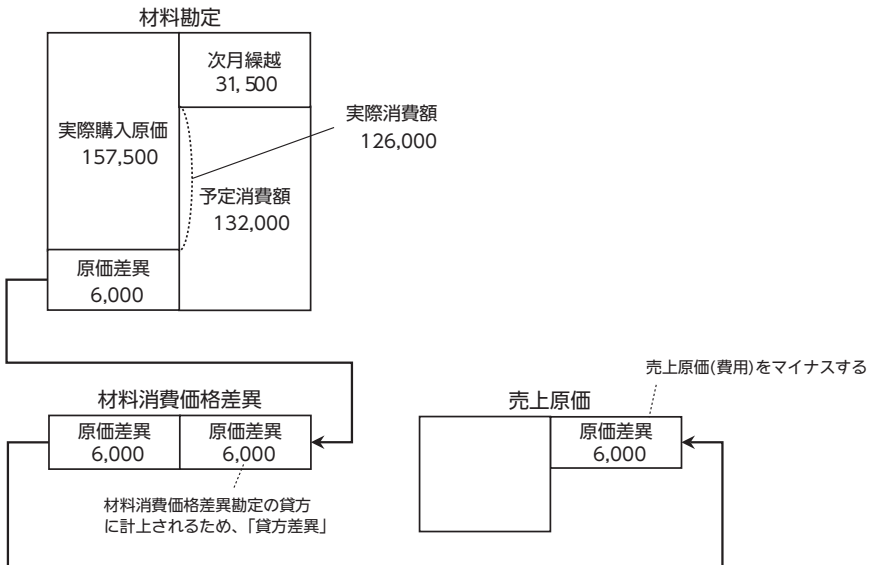 材料勘定
次月繰越
31,500
実際購入原価
157,500
実際消費額
126,000
予定消費額
132,000
原価差異
6,000
売上原価(費用)をマイナスする
材料消費価格差異
原価差異
6,000
原価差異
6,000
売上原価
原価差異
6,000
材料消費価格差異勘定の貸方
に計上されるため、「貸方差異」